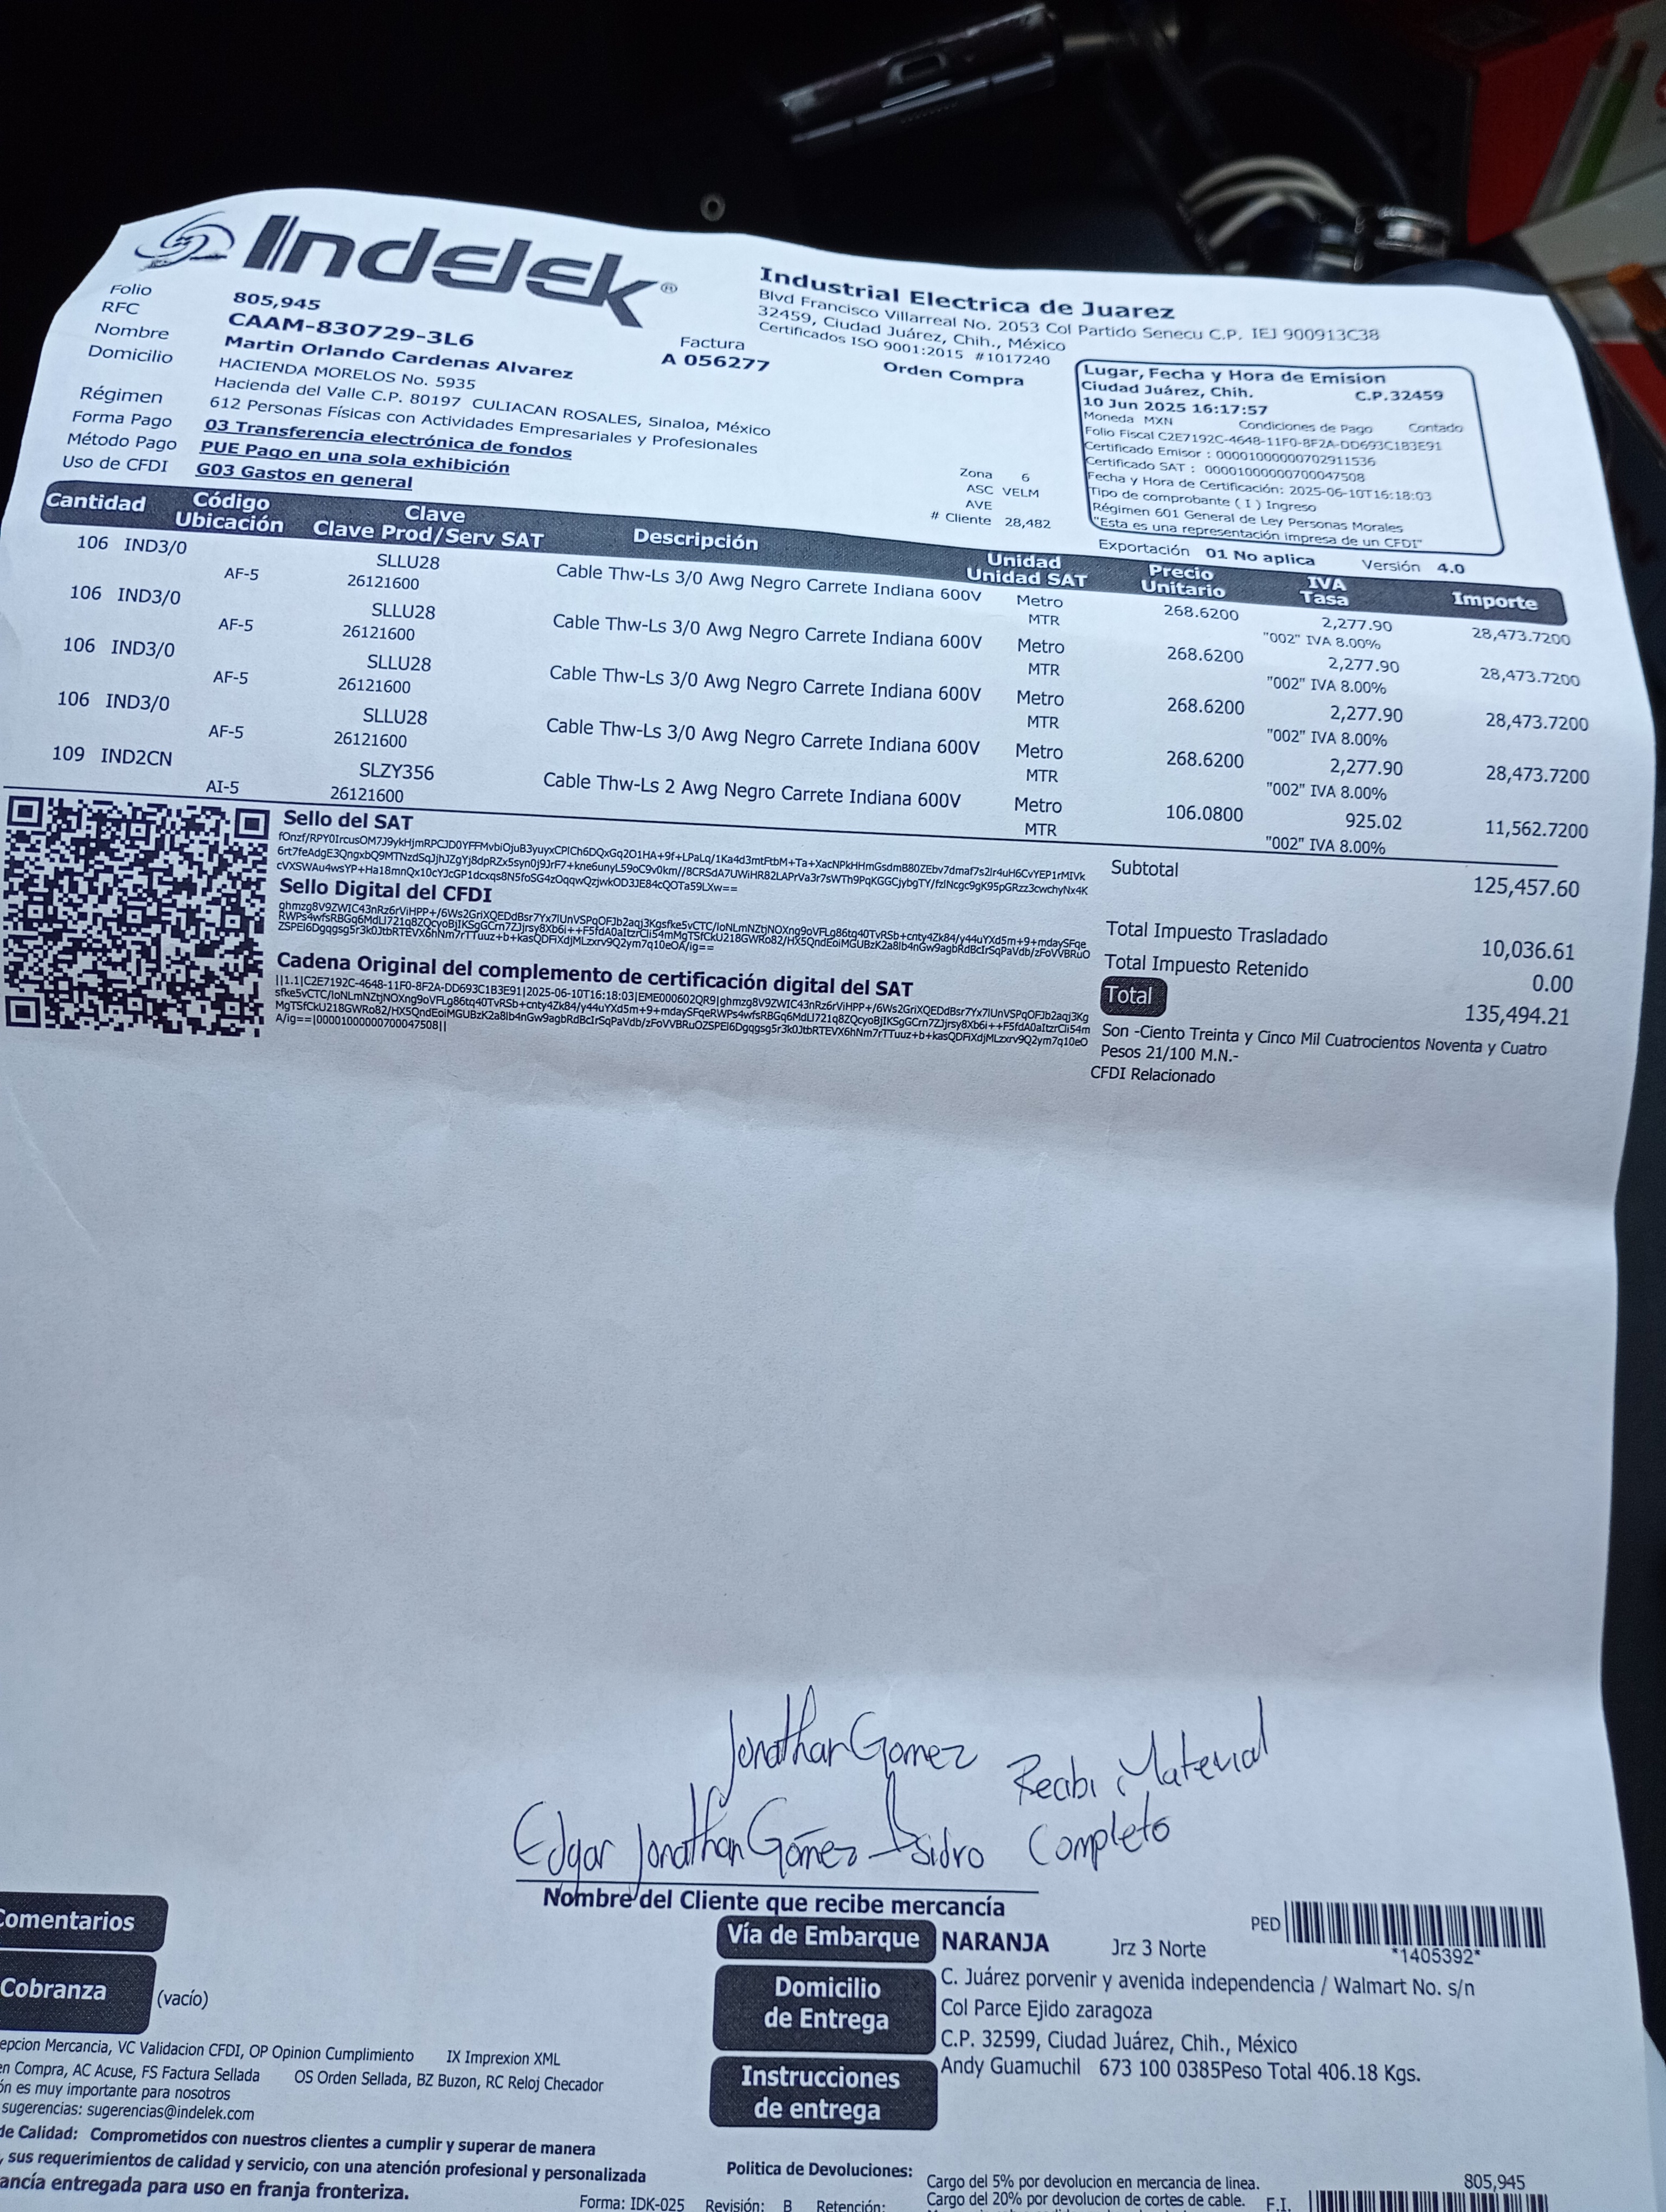 Indelek®
Industrial Electrica de Juarez
Blvd Francisco Villarreal No. 2053 Col Partido Senecu C.P. IEJ 900913C38
32459, Ciudad Juárez, Chih., México
Certificados ISO 9001:2015 #1017240
Folio 805,945
RFC CAAM-830729-3L6
Nombre Martin Orlando Cardenas Alvarez
Domicilio HACIENDA MORELOS No. 5935
Hacienda del Valle C.P. 80197 CULIACAN ROSALES, Sinaloa, México
Régimen 612 Personas Físicas con Actividades Empresariales y Profesionales
Forma Pago 03 Transferencia electrónica de fondos
Método Pago PUE Pago en una sola exhibición
Uso de CFDI G03 Gastos en general
Factura
A 056277
Orden Compra
Zona 6
ASC VELM
AVE
# Cliente 28,482
Lugar, Fecha y Hora de Emision
Ciudad Juárez, Chih. C.P.32459
10 Jun 2025 16:17:57
Moneda MXN Condiciones de Pago Contado
Folio Fiscal C2E7192C-4648-11F0-8F2A-DD693C1B3E91
Certificado Emisor : 00001000000702911536
Certificado SAT : 00001000000700047508
Fecha y Hora de Certificación: 2025-06-10T16:18:03
Tipo de comprobante ( I ) Ingreso
Régimen 601 General de Ley Personas Morales
"Esta es una representación impresa de un CFDI"
Exportación 01 No aplica Versión 4.0
Cantidad Código Clave Descripción Unidad Precio IVA Importe
Ubicación Clave Prod/Serv SAT Unidad SAT Unitario Tasa
106 IND3/0 SLLU28 Cable Thw-Ls 3/0 Awg Negro Carrete Indiana 600V Metro 268.6200 2,277.90 28,473.7200
AF-5 26121600 MTR "002" IVA 8.00%
106 IND3/0 SLLU28 Cable Thw-Ls 3/0 Awg Negro Carrete Indiana 600V Metro 268.6200 2,277.90 28,473.7200
AF-5 26121600 MTR "002" IVA 8.00%
106 IND3/0 SLLU28 Cable Thw-Ls 3/0 Awg Negro Carrete Indiana 600V Metro 268.6200 2,277.90 28,473.7200
AF-5 26121600 MTR "002" IVA 8.00%
106 IND3/0 SLLU28 Cable Thw-Ls 3/0 Awg Negro Carrete Indiana 600V Metro 268.6200 2,277.90 28,473.7200
AF-5 26121600 MTR "002" IVA 8.00%
109 IND2CN SLZY356 Cable Thw-Ls 2 Awg Negro Carrete Indiana 600V Metro 106.0800 925.02 11,562.7200
AI-5 26121600 MTR "002" IVA 8.00%
Sello del SAT
Sello Digital del CFDI
Cadena Original del complemento de certificación digital del SAT
Subtotal 125,457.60
Total Impuesto Trasladado 10,036.61
Total Impuesto Retenido 0.00
Total 135,494.21
Son -Ciento Treinta y Cinco Mil Cuatrocientos Noventa y Cuatro
Pesos 21/100 M.N.-
CFDI Relacionado
Jonathan Gomez Recibi Material
Edgar Jonathan Gómez Isidro Completo
Nombre del Cliente que recibe mercancía
Comentarios
Cobranza (vacío)
Vía de Embarque NARANJA Jrz 3 Norte
PED *1405392*
Domicilio de Entrega
C. Juárez porvenir y avenida independencia / Walmart No. s/n
Col Parce Ejido zaragoza
C.P. 32599, Ciudad Juárez, Chih., México
Instrucciones de entrega
Andy Guamuchil 673 100 0385Peso Total 406.18 Kgs.
epcion Mercancia, VC Validacion CFDI, OP Opinion Cumplimiento IX Imprexion XML
en Compra, AC Acuse, FS Factura Sellada OS Orden Sellada, BZ Buzon, RC Reloj Checador
ón es muy importante para nosotros
sugerencias: sugerencias@indelek.com
de Calidad: Comprometidos con nuestros clientes a cumplir y superar de manera
, sus requerimientos de calidad y servicio, con una atención profesional y personalizada
ancía entregada para uso en franja fronteriza.
Forma: IDK-025 Revisión: B Retención:
Politica de Devoluciones: Cargo del 5% por devolucion en mercancia de linea.
Cargo del 20% por devolucion de cortes de cable. F.I.
805,945